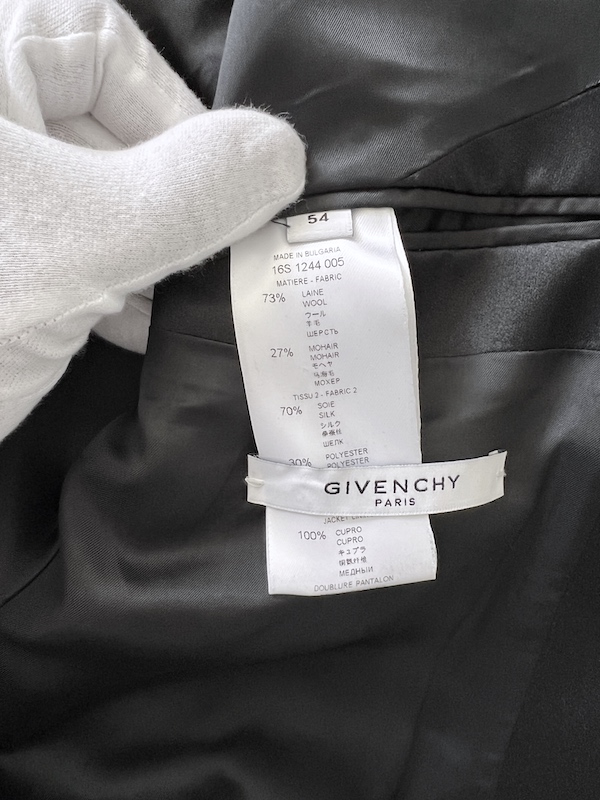 54
MADE IN BULGARIA
16S 1244 005
MATIERE - FABRIC
73% LAINE
WOOL
ウール
羊毛
ШЕРСТЬ
27% MOHAIR
MOHAIR
モヘヤ
马海毛
МОХЕР
TISSU 2 - FABRIC 2
70% SOIE
SILK
シルク
桑蚕丝
ШЕЛК
30% POLYESTER
POLYESTER
GIVENCHY
PARIS
JACKET
100% CUPRO
CUPRO
キュプラ
铜氨纤维
МЕДНЫЙ
DOUBLURE PANTALON